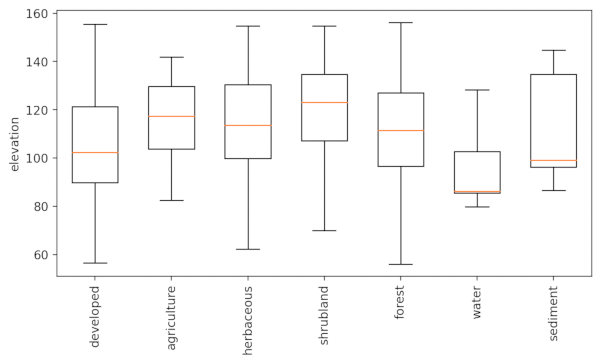 160
140
120
100
80
60
elevation
developed
agriculture
herbaceous
shrubland
forest
water
sediment